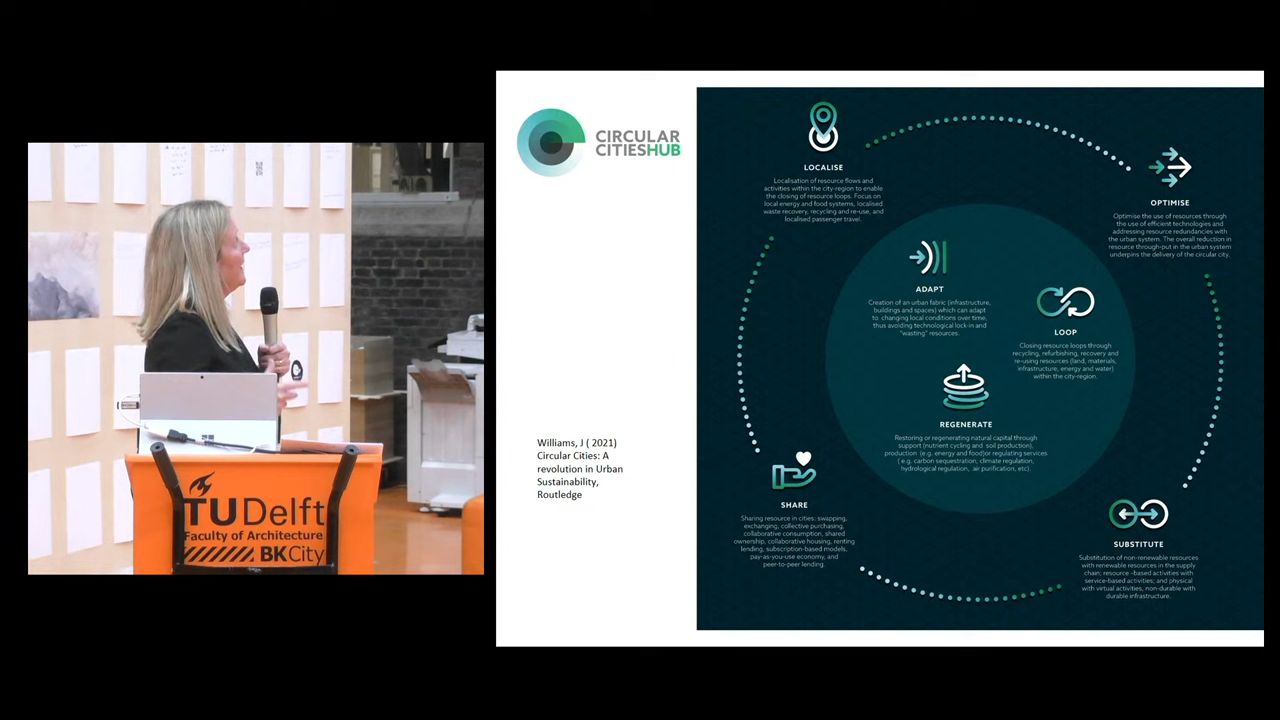 TUDelft
Faculty of Architecture
BKCity
CIRCULAR
CITIESHUB
Williams, J ( 2021)
Circular Cities: A
revolution in Urban
Sustainability,
Routledge
LOCALISE
Localisation of resource flows and
activities within the city-region to enable
the closing of resource loops. Focus on
local energy and food systems, localised
waste recovery, recycling and re-use, and
localised passenger travel.
OPTIMISE
Optimise the use of resources through
the use of efficient technologies and
addressing resource redundancies with
the urban system. The overall reduction in
resource through-put in the urban system
underpins the delivery of the circular city.
ADAPT
Creation of an urban fabric (infrastructure,
buildings and spaces) which can adapt
to changing local conditions over time,
thus avoiding technological lock-in and
"wasting" resources.
LOOP
Closing resource loops through
recycling, refurbishing, recovery and
re-using resources (land, materials,
infrastructure, energy and water)
within the city-region.
REGENERATE
Restoring or regenerating natural capital through
support (nutrient cycling and soil production),
production (e.g. energy and food)or regulating services
( e.g. carbon sequestration, climate regulation,
hydrological regulation, air purification, etc).
SHARE
Sharing resource in cities: swapping,
exchanging, collective purchasing,
collaborative consumption, shared
ownership, collaborative housing, renting
lending, subscription-based models,
pay-as-you-use economy, and
peer-to-peer lending.
SUBSTITUTE
Substitution of non-renewable resources
with renewable resources in the supply
chain; resource -based activities with
service-based activities; and physical
with virtual activities, non-durable with
durable infrastructure.